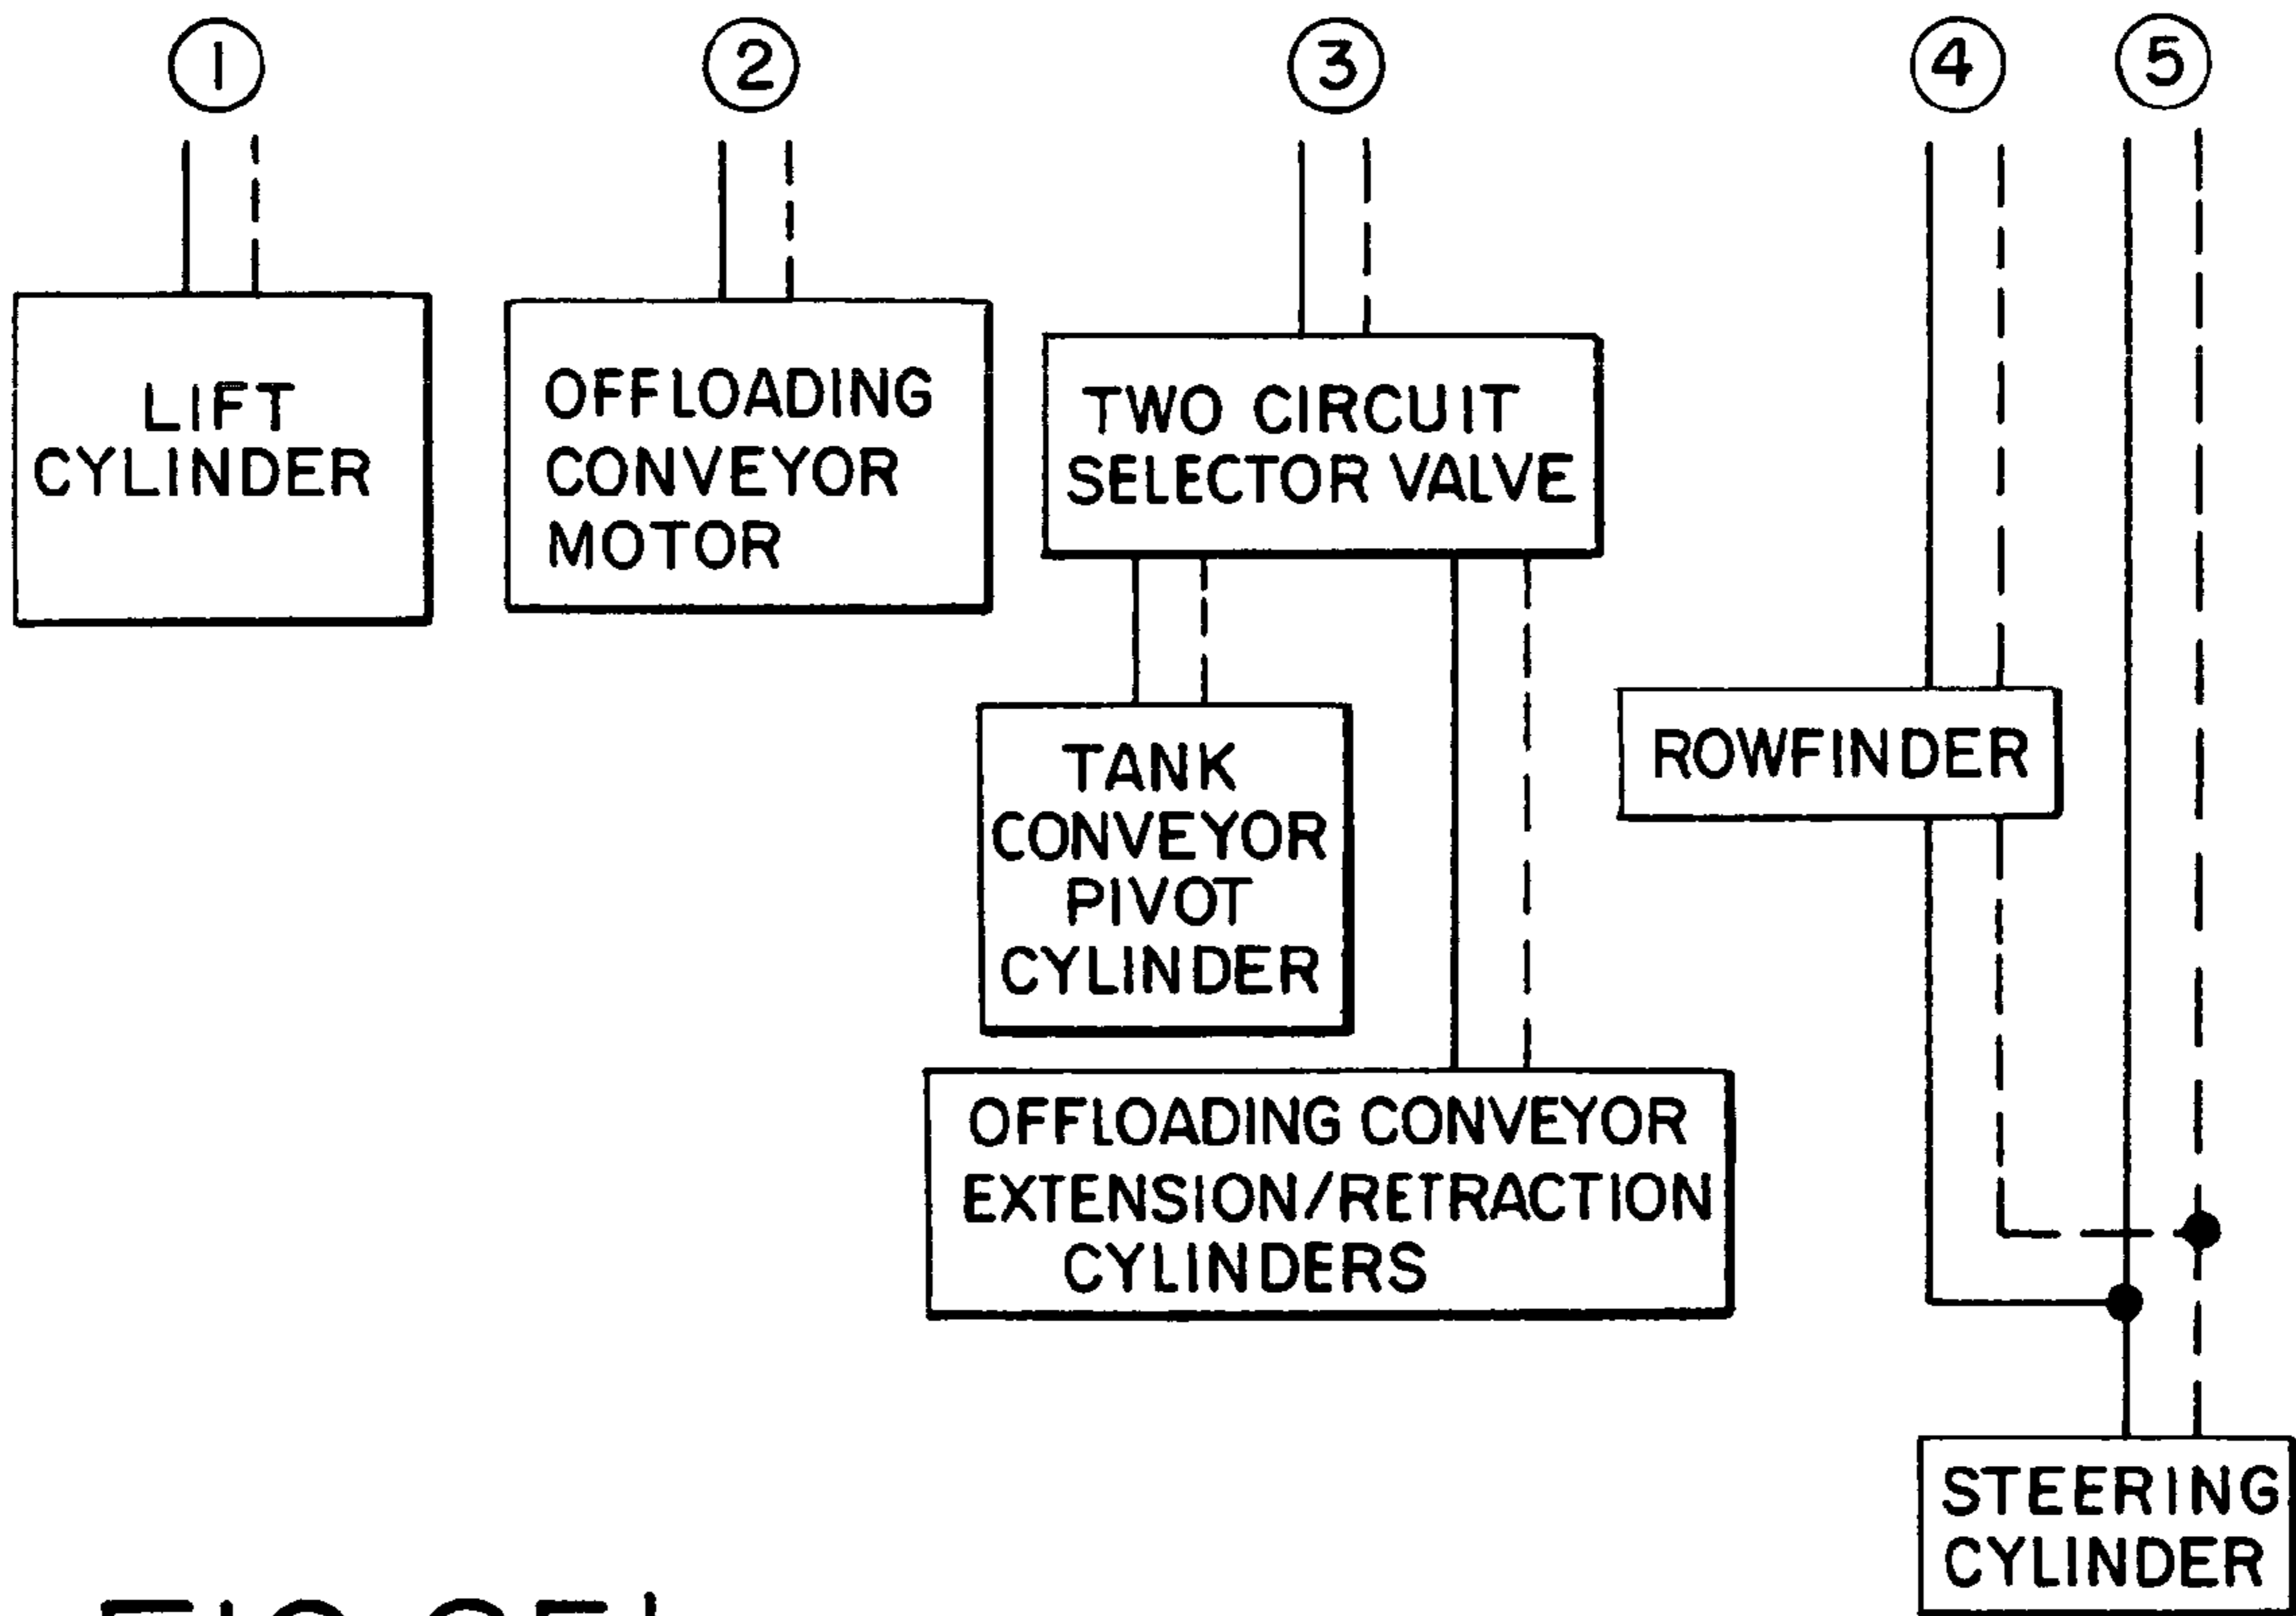 1
2
3
4
5
LIFT
CYLINDER
OFFLOADING
CONVEYOR
MOTOR
TWO CIRCUIT
SELECTOR VALVE
TANK
CONVEYOR
PIVOT
CYLINDER
ROWFINDER
OFFLOADING CONVEYOR
EXTENSION/RETRACTION
CYLINDERS
STEERING
CYLINDER